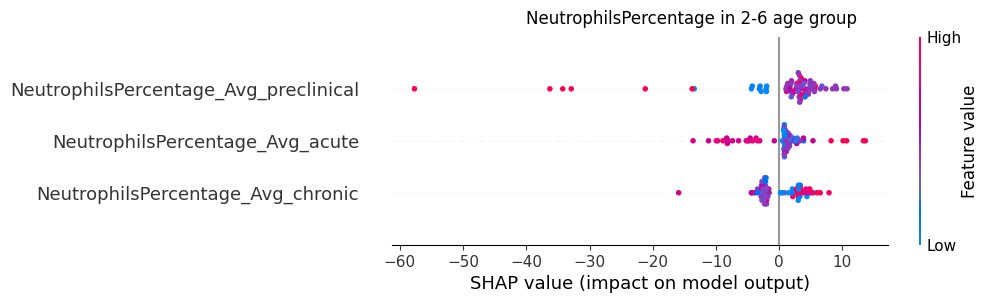 NeutrophilsPercentage in 2-6 age group
High
NeutrophilsPercentage_Avg_preclinical
NeutrophilsPercentage_Avg_acute
NeutrophilsPercentage_Avg_chronic
Feature value
Low
−60 −50 −40 −30 −20 −10 0 10
SHAP value (impact on model output)